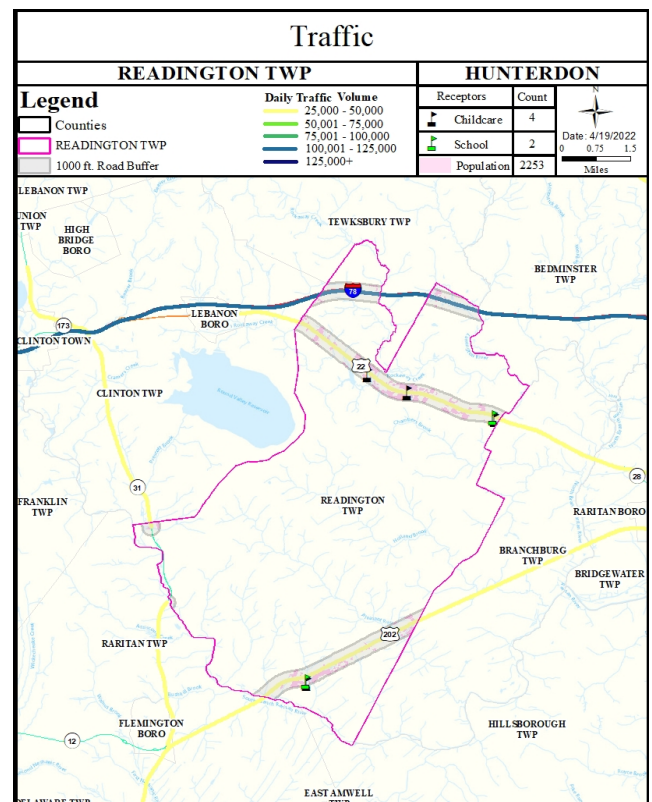 Traffic
READINGTON TWP
HUNTERDON
Legend
Counties
READINGTON TWP
1000 ft. Road Buffer
Daily Traffic Volume
25,000 - 50,000
50,001 - 75,000
75,001 - 100,000
100,001 - 125,000
125,000+
Receptors Count
Childcare 4
School 2
Population 2253
N
Date: 4/19/2022
0 0.75 1.5
Miles
LEBANON TWP
UNION
TWP
HIGH
BRIDGE
BORO
TEWKSBURY TWP
BEDMINSTER
TWP
78
LEBANON
BORO
173
CLINTON TOWN
22
CLINTON TWP
28
31
FRANKLIN
TWP
READINGTON
TWP
RARITAN BORO
BRANCHBURG
TWP
BRIDGEWATER
TWP
202
RARITAN TWP
FLEMINGTON
BORO
HILLSBOROUGH
TWP
12
EAST AMWELL
TWP
DELAWARE TWP